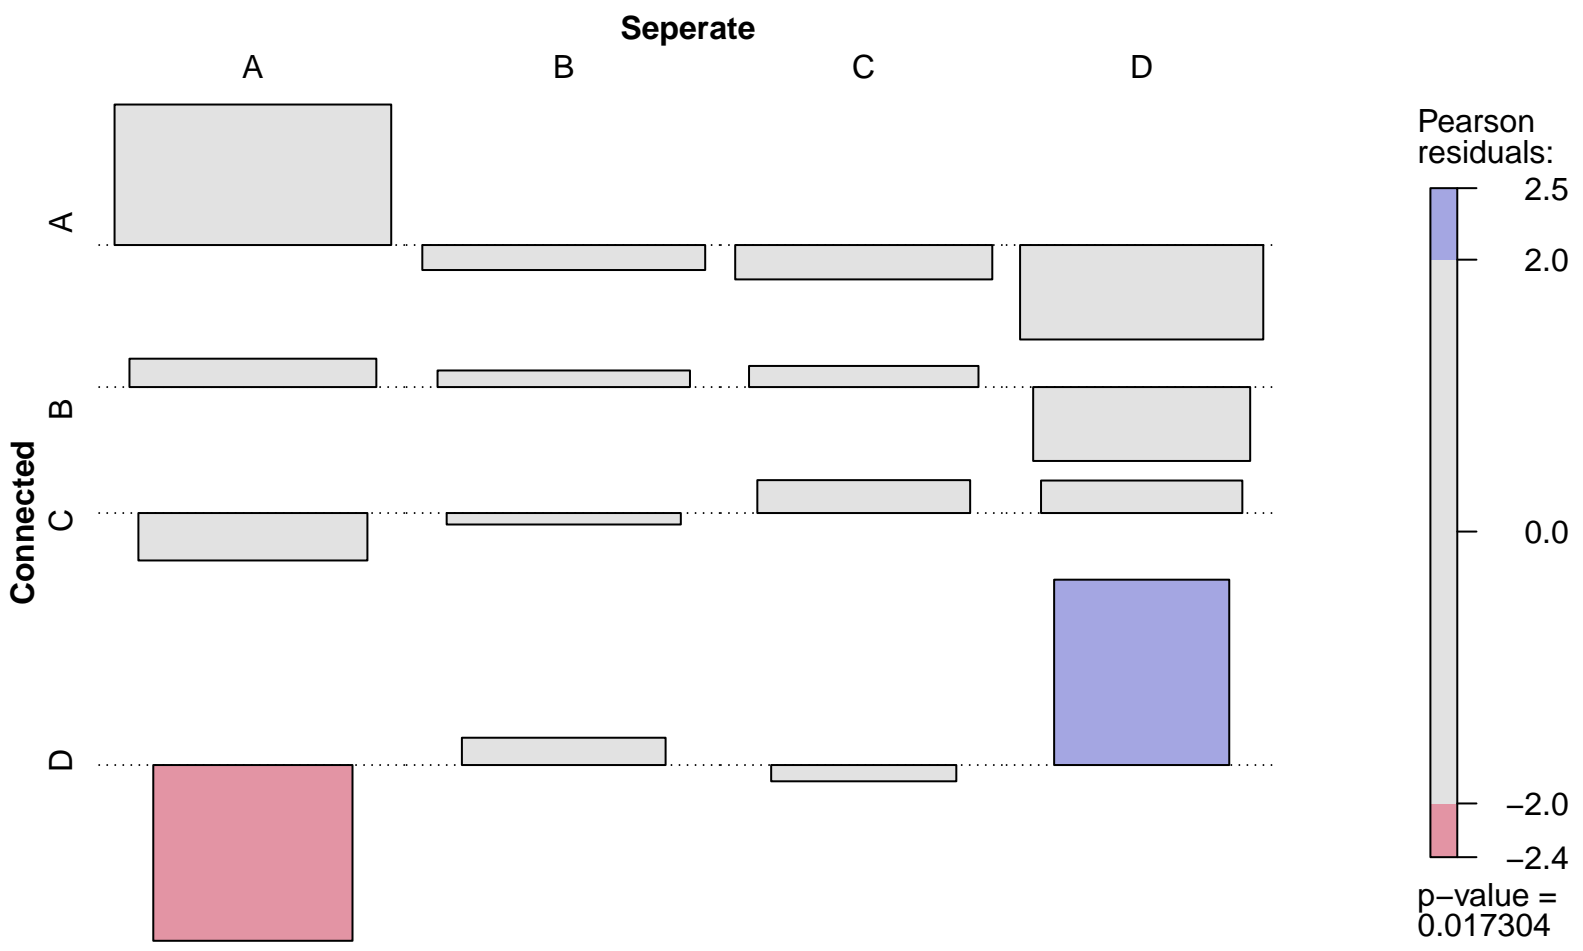 Seperate
A B C D
A
B
C
D
Connected
Pearson
residuals:
2.5
2.0
0.0
−2.0
−2.4
p−value =
0.017304